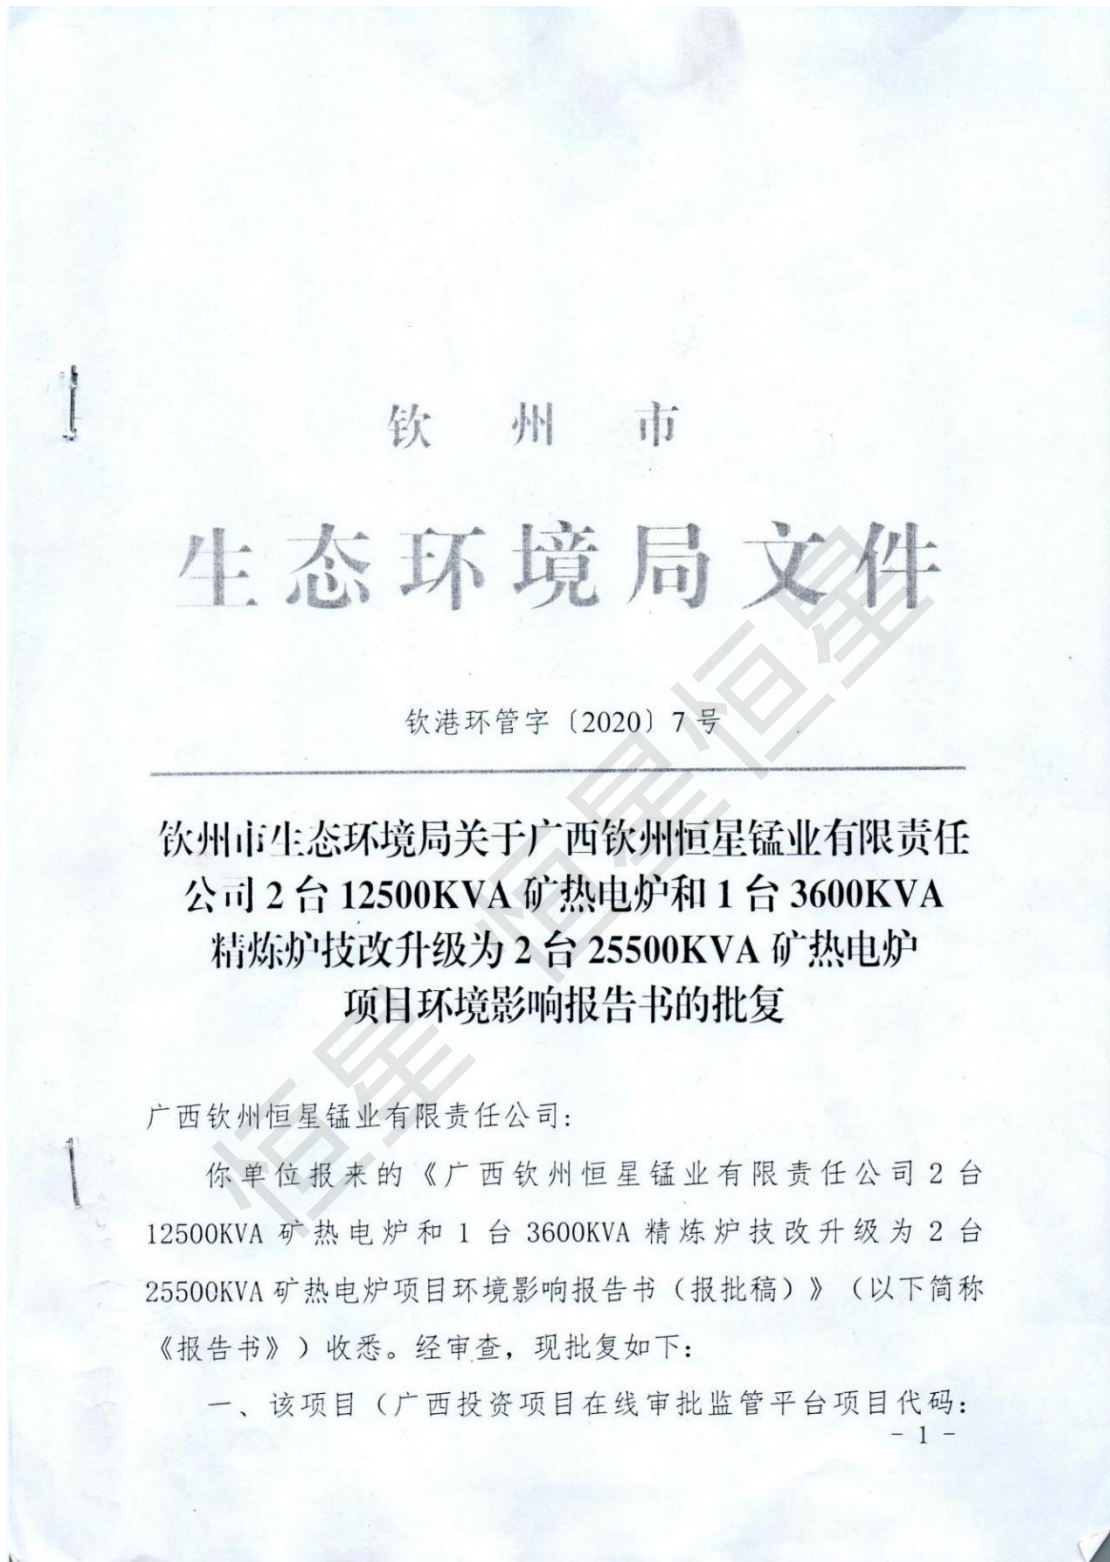 钦州市
生态环境局文件
钦港环管字〔2020〕7号
钦州市生态环境局关于广西钦州恒星锰业有限责任
公司2台12500KVA矿热电炉和1台3600KVA
精炼炉技改升级为2台25500KVA矿热电炉
项目环境影响报告书的批复
广西钦州恒星锰业有限责任公司：
你单位报来的《广西钦州恒星锰业有限责任公司2台
12500KVA矿热电炉和1台3600KVA精炼炉技改升级为2台
25500KVA矿热电炉项目环境影响报告书（报批稿）》（以下简称
《报告书》）收悉。经审查，现批复如下：
一、该项目（广西投资项目在线审批监管平台项目代码：
- 1 -
恒星恒星恒星